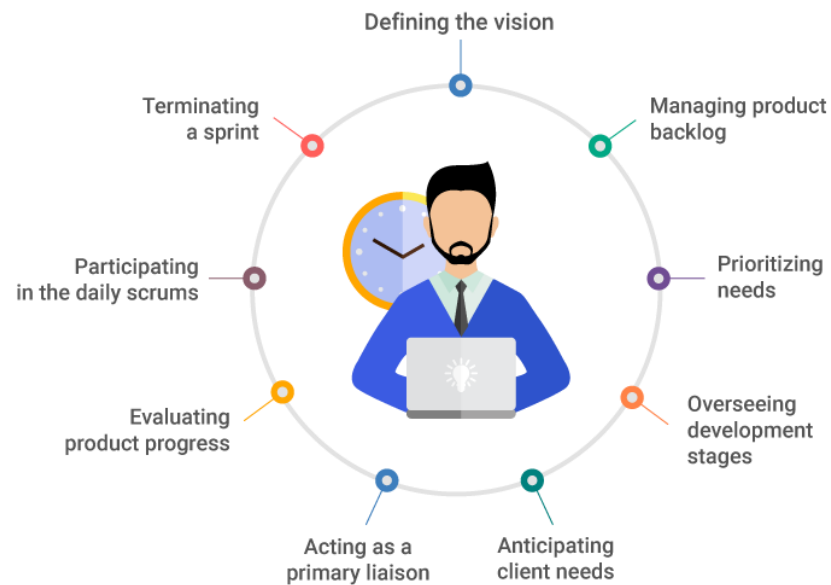 Defining the vision
Managing product
backlog
Prioritizing
needs
Overseeing
development
stages
Anticipating
client needs
Acting as a
primary liaison
Evaluating
product progress
Participating
in the daily scrums
Terminating
a sprint